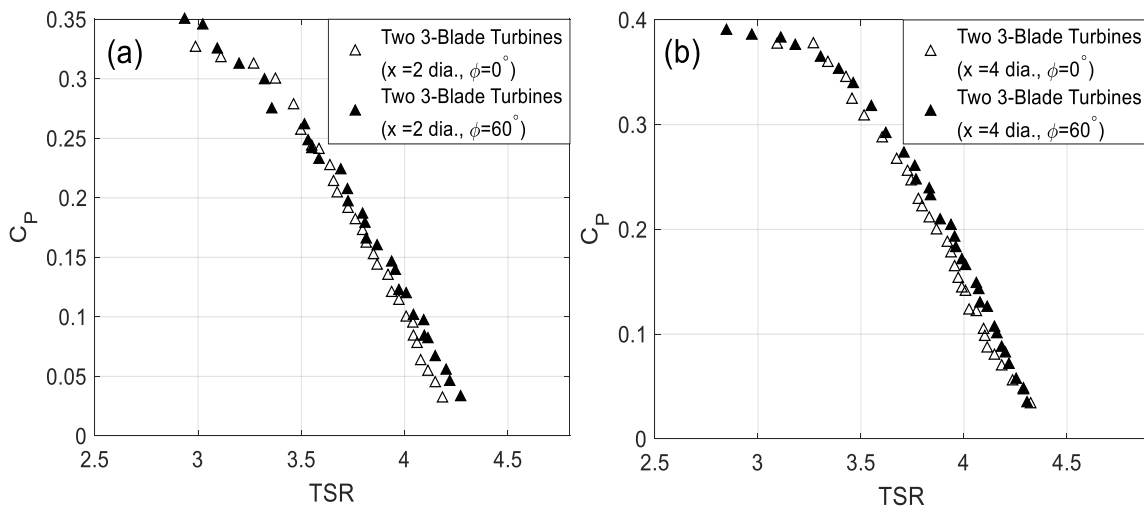 (a)
Two 3-Blade Turbines
(x =2 dia., ϕ=0°)
Two 3-Blade Turbines
(x =2 dia., ϕ=60°)
0.35
0.3
0.25
0.2
0.15
0.1
0.05
0
C_P
2.5 3 3.5 4 4.5
TSR
(b)
Two 3-Blade Turbines
(x =4 dia., ϕ=0°)
Two 3-Blade Turbines
(x =4 dia., ϕ=60°)
0.4
0.3
0.2
0.1
0
C_P
2.5 3 3.5 4 4.5
TSR